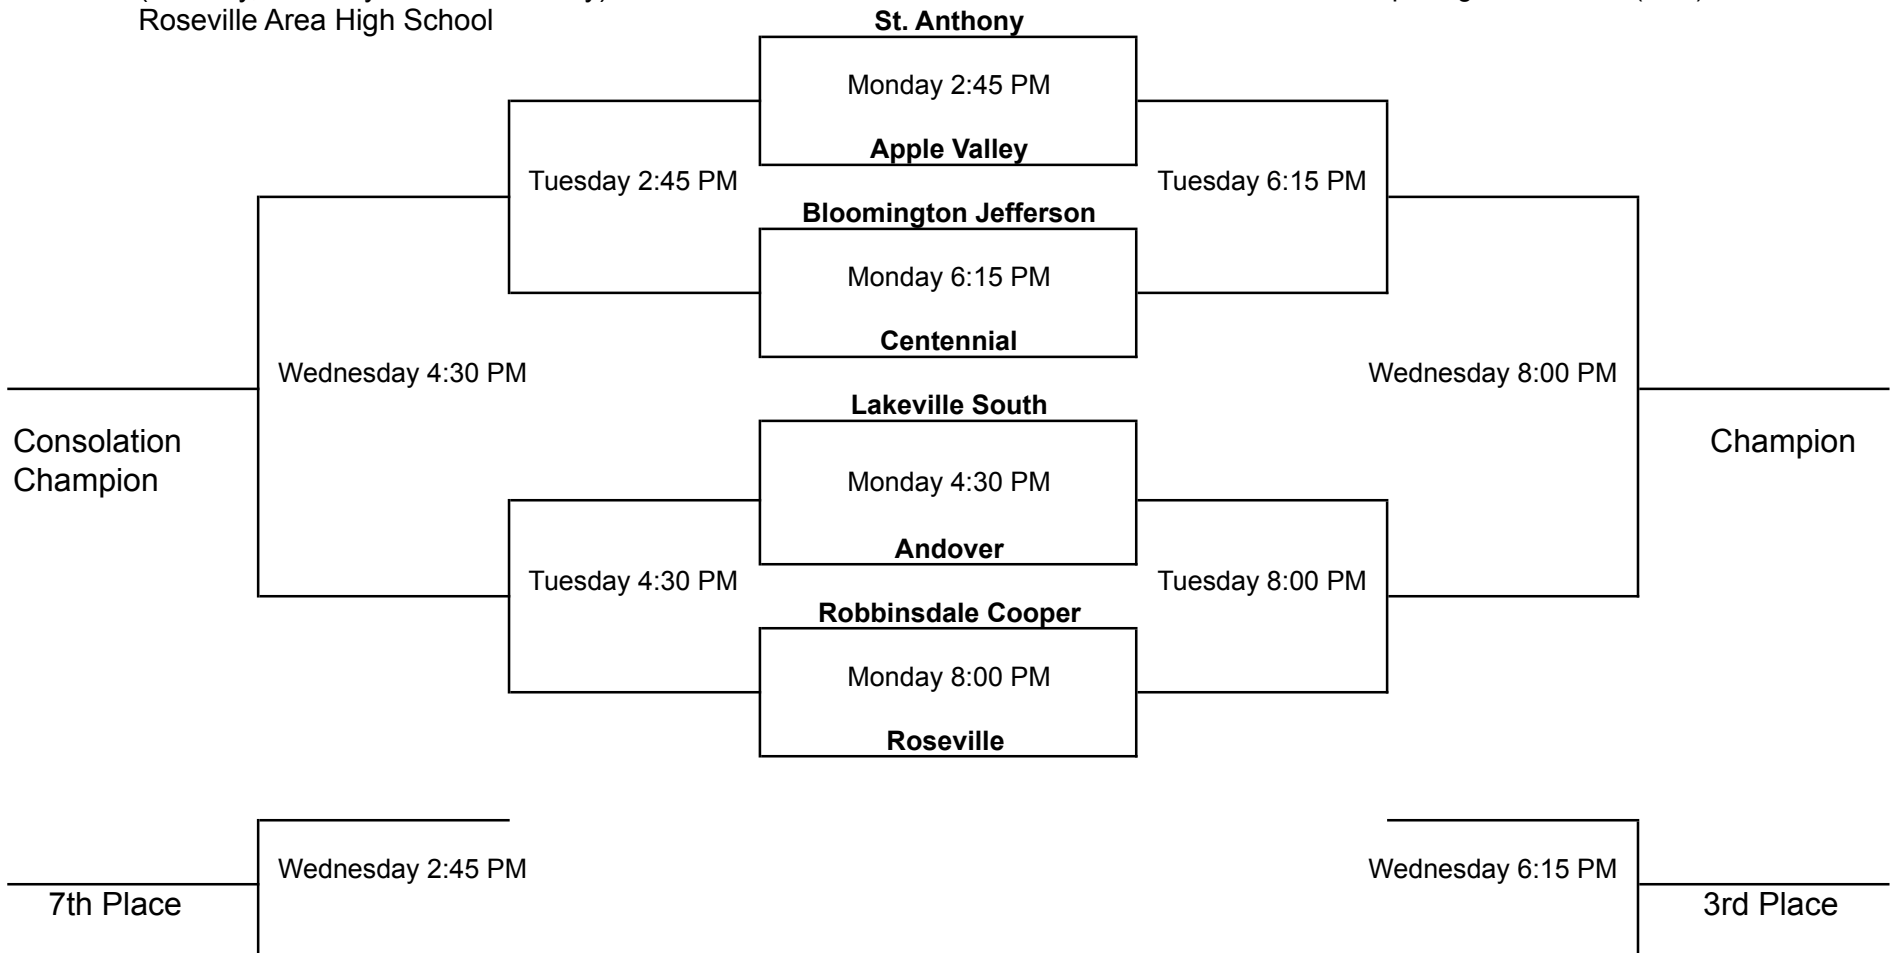 Roseville Area High School
St. Anthony
Monday 2:45 PM
Apple Valley
Tuesday 2:45 PM
Tuesday 6:15 PM
Bloomington Jefferson
Monday 6:15 PM
Centennial
Wednesday 4:30 PM
Wednesday 8:00 PM
Lakeville South
Consolation
Champion
Champion
Monday 4:30 PM
Andover
Tuesday 4:30 PM
Tuesday 8:00 PM
Robbinsdale Cooper
Monday 8:00 PM
Roseville
Wednesday 2:45 PM
Wednesday 6:15 PM
7th Place
3rd Place